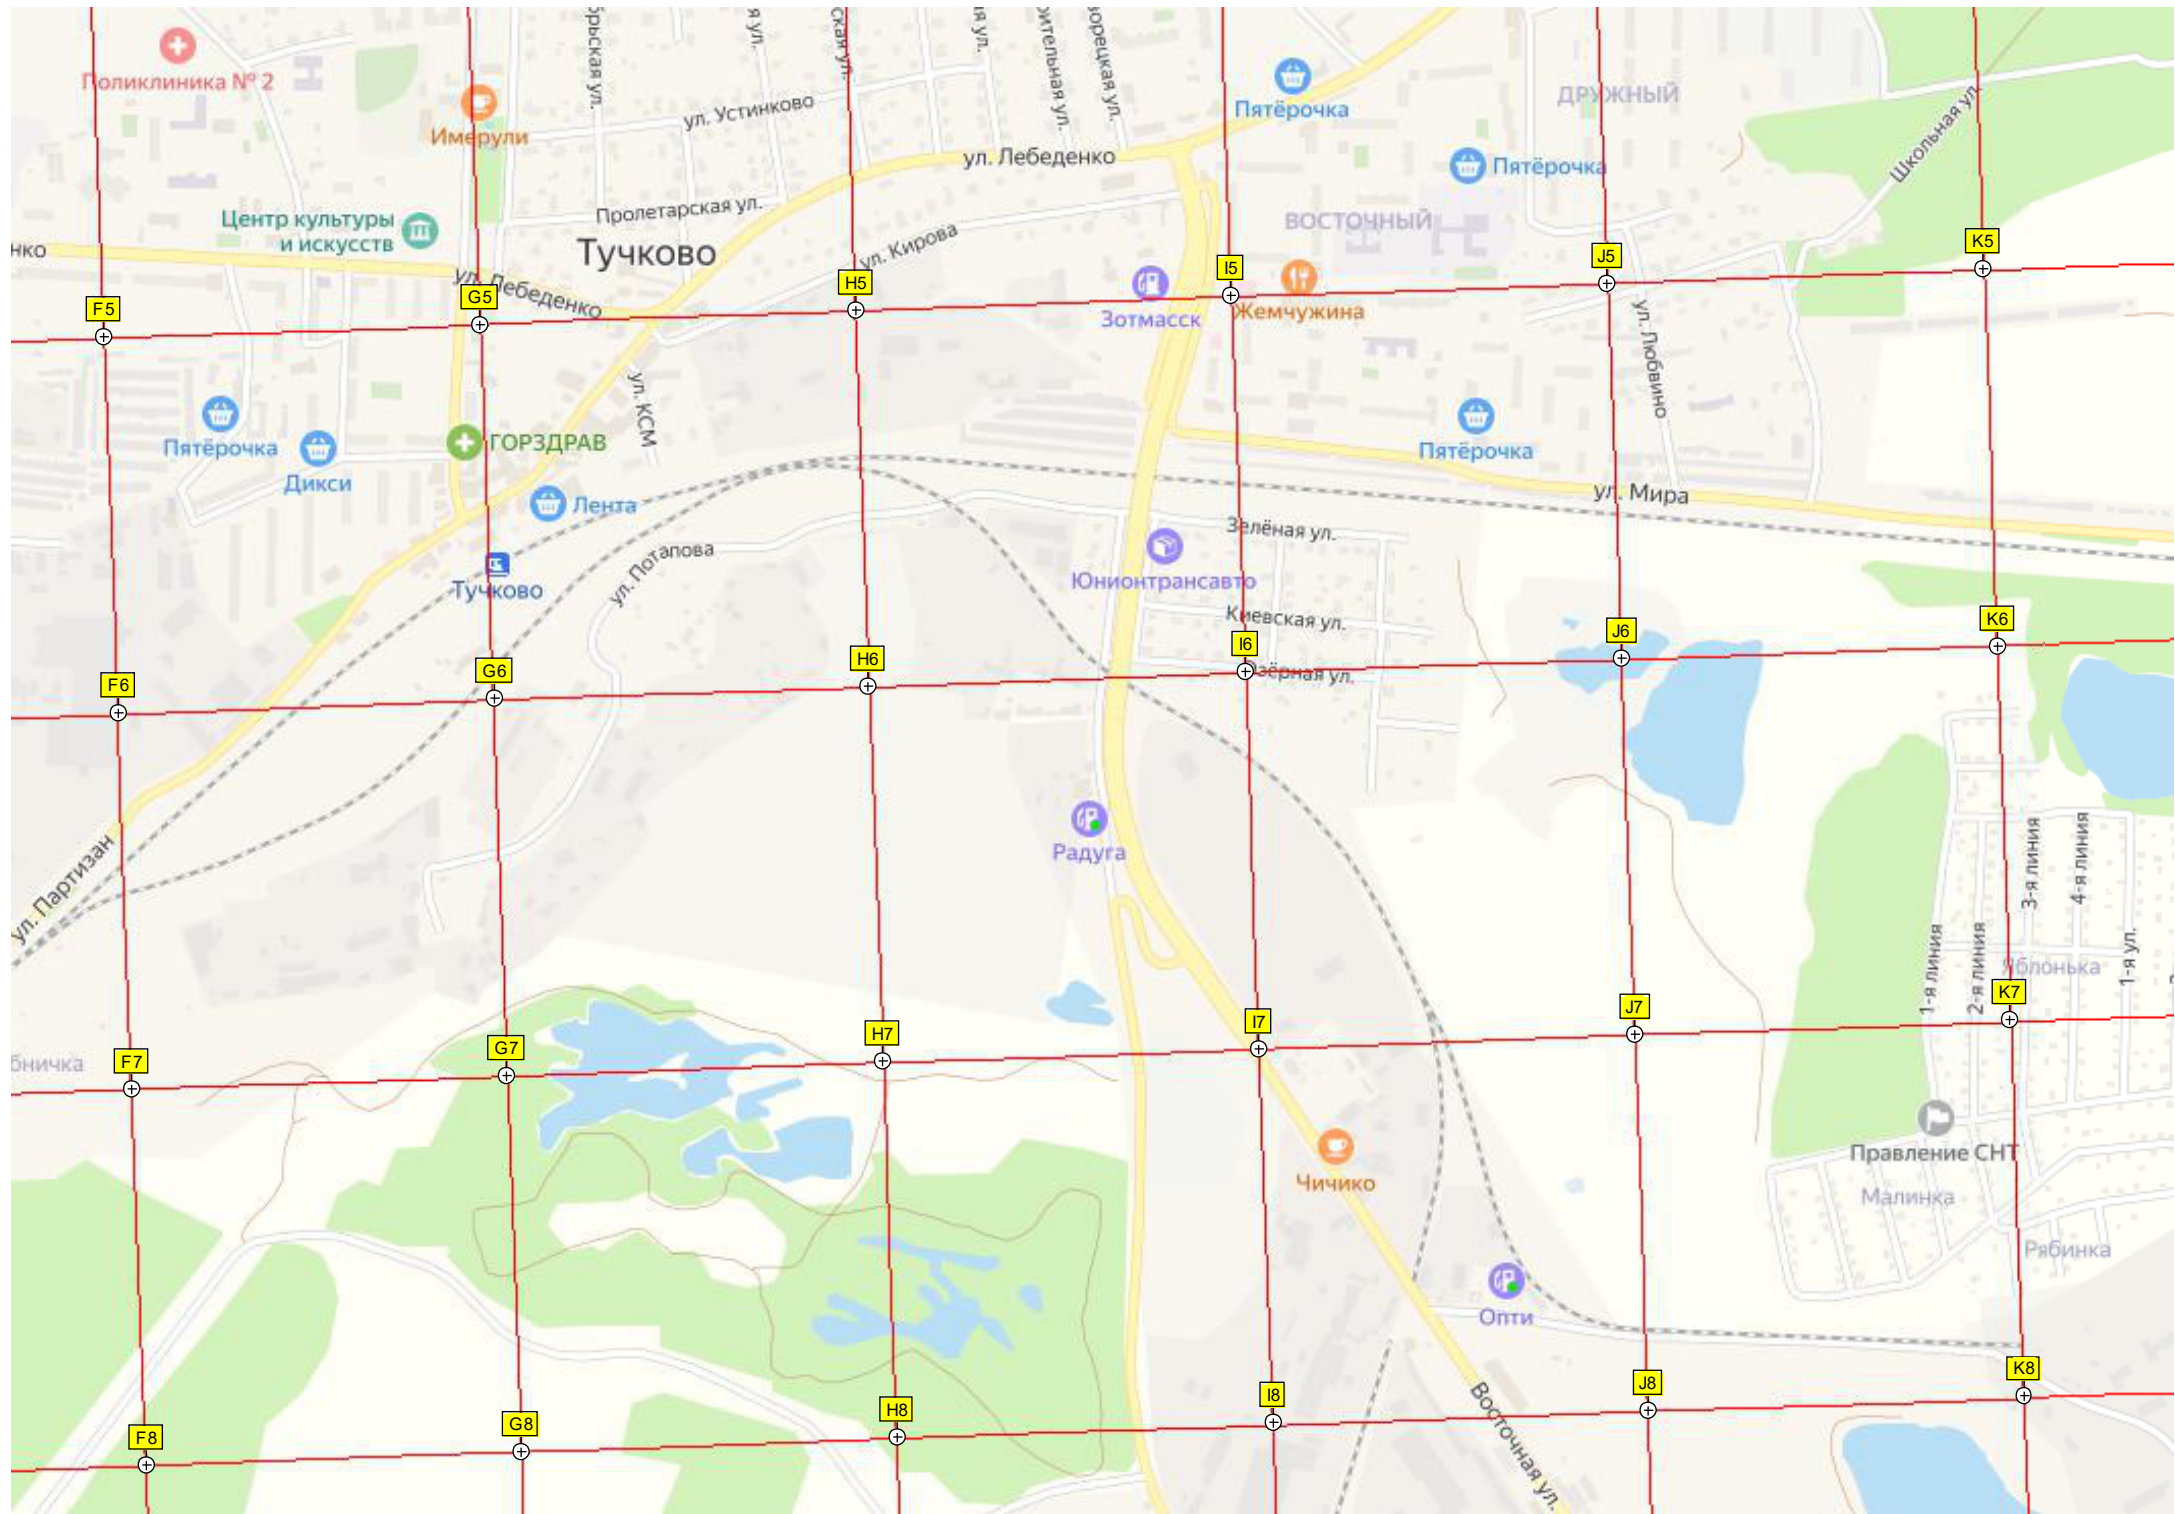 Поликлиника № 2
Имерули
ул. Устинково
ул. Лебеденко
Пятёрочка
ДРУЖНЫЙ
Школьная ул.
Пятёрочка
Центр культуры
и искусств
Пролетарская ул.
Тучково
ул. Кирова
ВОСТОЧНЫЙ
нко
ул. Лебеденко
F5
G5
H5
I5
J5
K5
Зотмасск
Жемчужина
ул. Любвино
ул. КСМ
Пятёрочка
Дикси
ГОРЗДРАВ
Лента
Пятёрочка
ул. Мира
Тучково
ул. Потапова
Зелёная ул.
Юнионтрансавто
Киевская ул.
Озёрная ул.
F6
G6
H6
I6
J6
K6
ул. Партизан
Радуга
3-я линия
4-я линия
1-я линия
2-я линия
1-я ул.
Яблонька
F7
G7
H7
I7
J7
K7
бничка
Чичико
Правление СНТ
Малинка
Рябинка
Опти
F8
G8
H8
I8
J8
K8
Восточная ул.